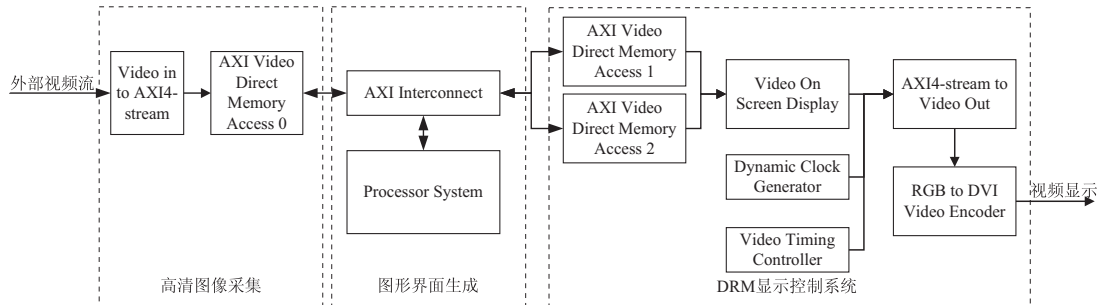 外部视频流
Video in
to AXI4-
stream
AXI Video
Direct
Memory
Access 0
高清图像采集
AXI Interconnect
Processor System
图形界面生成
AXI Video
Direct Memory
Access 1
AXI Video
Direct Memory
Access 2
Video On
Screen Display
Dynamic Clock
Generator
Video Timing
Controller
AXI4-stream to
Video Out
RGB to DVI
Video Encoder
DRM显示控制系统
视频显示